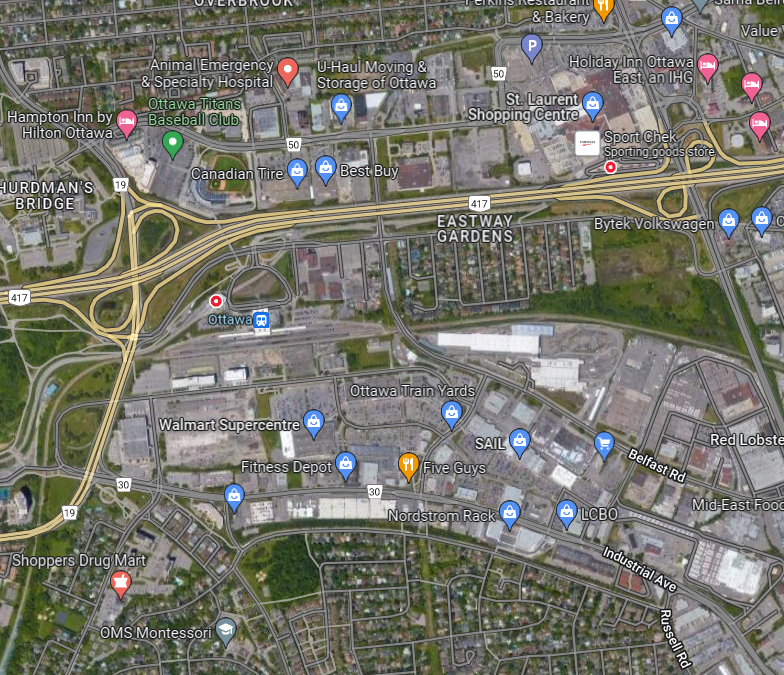 OVERBROOK
Perkins Restaurant
& Bakery
Value
P
50
Animal Emergency
& Specialty Hospital
U-Haul Moving &
Storage of Ottawa
Holiday Inn Ottawa
East, an IHG
Ottawa Titans
Baseball Club
St. Laurent
Shopping Centre
Hampton Inn by
Hilton Ottawa
50
Sport Chek
Sporting goods store
Canadian Tire
Best Buy
19
HURDMAN'S
BRIDGE
417
EASTWAY
GARDENS
Bytek Volkswagen
417
Ottawa
Ottawa Train Yards
Walmart Supercentre
SAIL
Red Lobste
Fitness Depot
Five Guys
Belfast Rd
30
30
Mid-East Food
19
Nordstrom Rack
LCBO
Shoppers Drug Mart
Industrial Ave
OMS Montessori
Russell Rd